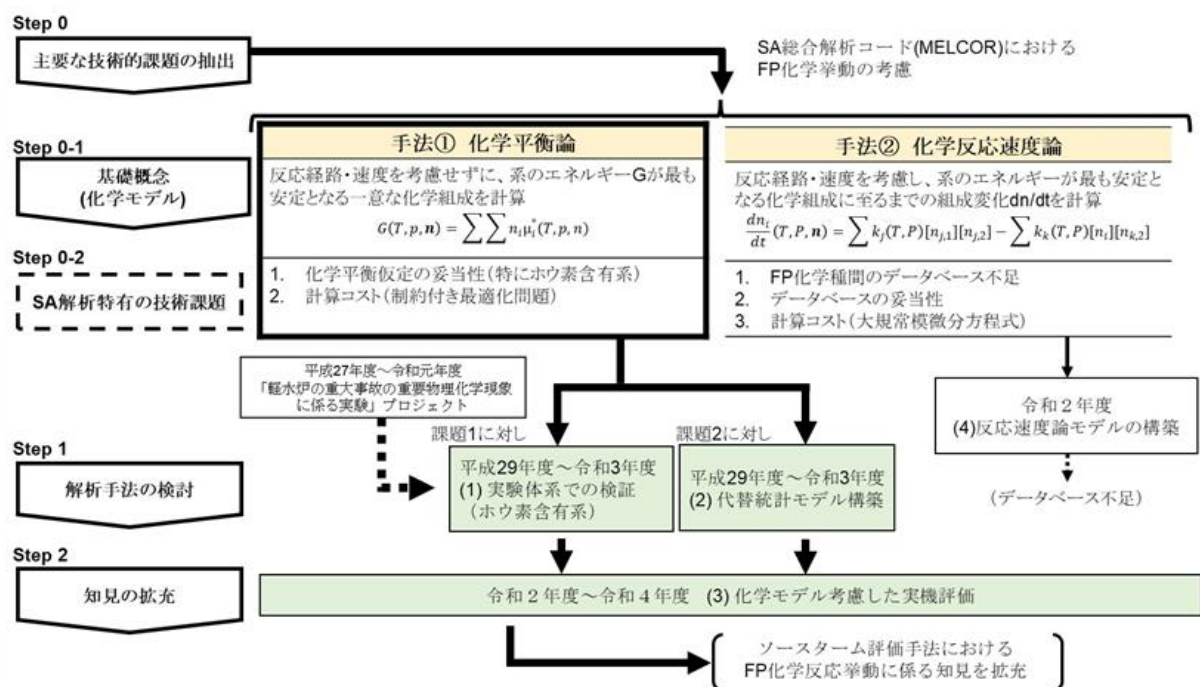 Step 0
主要な技術的課題の抽出
SA総合解析コード(MELCOR)における
FP化学挙動の考慮
Step 0-1
基礎概念
(化学モデル)
手法① 化学平衡論
反応経路・速度を考慮せずに、系のエネルギーGが最も
安定となる一意な化学組成を計算
G(T,p,n) = ∑∑ n_i μ_i^*(T,p,n)
手法② 化学反応速度論
反応経路・速度を考慮し、系のエネルギーが最も安定と
なる化学組成に至るまでの組成変化dn/dtを計算
dn_i/dt (T,P,n) = ∑ k_j(T,P)[n_{j,1}][n_{j,2}] − ∑ k_k(T,P)[n_i][n_{k,2}]
Step 0-2
SA解析特有の技術課題
1. 化学平衡仮定の妥当性(特にホウ素含有系)
2. 計算コスト(制約付き最適化問題)
1. FP化学種間のデータベース不足
2. データベースの妥当性
3. 計算コスト(大規常模微分方程式)
平成27年度~令和元年度
「軽水炉の重大事故の重要物理化学現象
に係る実験」プロジェクト
令和2年度
(4)反応速度論モデルの構築
(データベース不足)
Step 1
解析手法の検討
課題1に対し
平成29年度~令和3年度
(1) 実験体系での検証
(ホウ素含有系)
課題2に対し
平成29年度~令和3年度
(2) 代替統計モデル構築
Step 2
知見の拡充
令和2年度~令和4年度 (3) 化学モデル考慮した実機評価
ソースターム評価手法における
FP化学反応挙動に係る知見を拡充